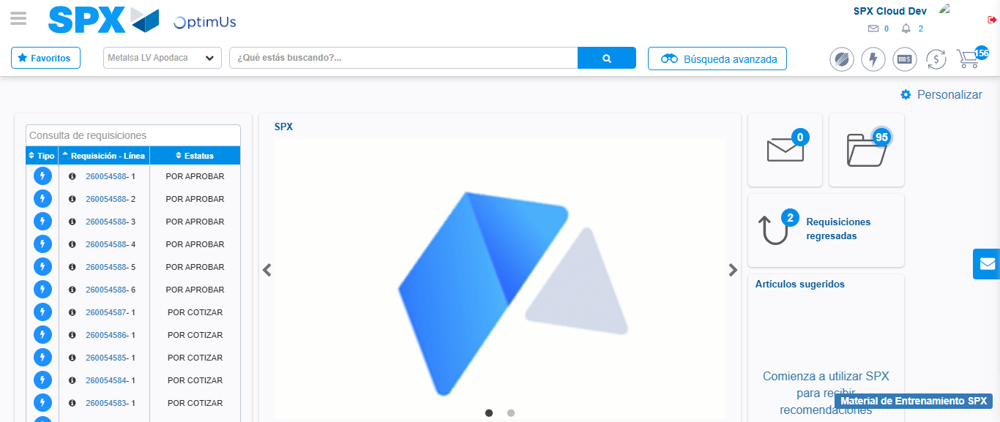 SPX OptimUs
SPX Cloud Dev
0 2
Favoritos
Metalsa LV Apodaca
¿Qué estás buscando?...
Búsqueda avanzada
156
Personalizar
Consulta de requisiciones
Tipo Requisición - Línea Estatus
260054588- 1 POR APROBAR
260054588- 2 POR APROBAR
260054588- 3 POR APROBAR
260054588- 4 POR APROBAR
260054588- 5 POR APROBAR
260054588- 6 POR APROBAR
260054587- 1 POR COTIZAR
260054586- 1 POR COTIZAR
260054585- 1 POR COTIZAR
260054584- 1 POR COTIZAR
260054583- 1 POR COTIZAR
SPX
0
95
2
Requisiciones
regresadas
Artículos sugeridos
Comienza a utilizar SPX
para recibir
recomendaciones
Material de Entrenamiento SPX